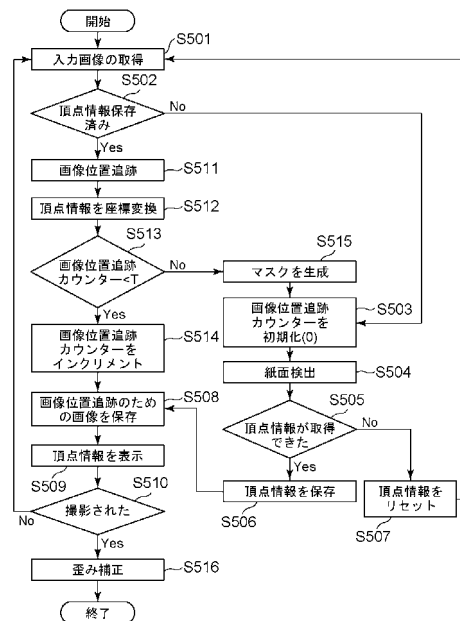 開始
入力画像の取得
S501
S502
頂点情報保存
済み
No
Yes
画像位置追跡
S511
頂点情報を座標変換
S512
S513
画像位置追跡
カウンター<T
No
Yes
S515
マスクを生成
画像位置追跡
カウンターを
初期化(0)
S503
画像位置追跡
カウンターを
インクリメント
S514
紙面検出
S504
S508
画像位置追跡のため
の画像を保存
S505
頂点情報が取得
できた
No
Yes
頂点情報を表示
S509
頂点情報を保存
S506
頂点情報を
リセット
S507
S510
撮影された
No
Yes
歪み補正
S516
終了